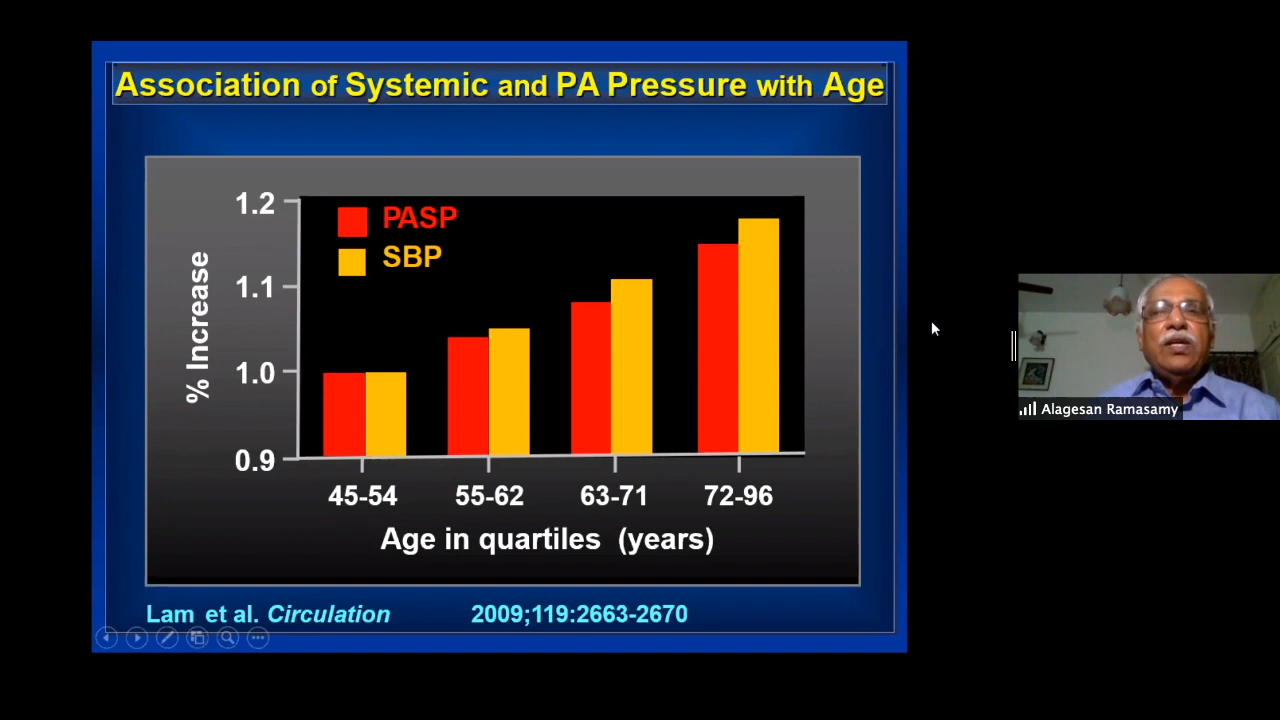 Association of Systemic and PA Pressure with Age
1.2
1.1
1.0
0.9
% Increase
PASP
SBP
45-54 55-62 63-71 72-96
Age in quartiles (years)
Lam et al. Circulation 2009;119:2663-2670
Alagesan Ramasamy